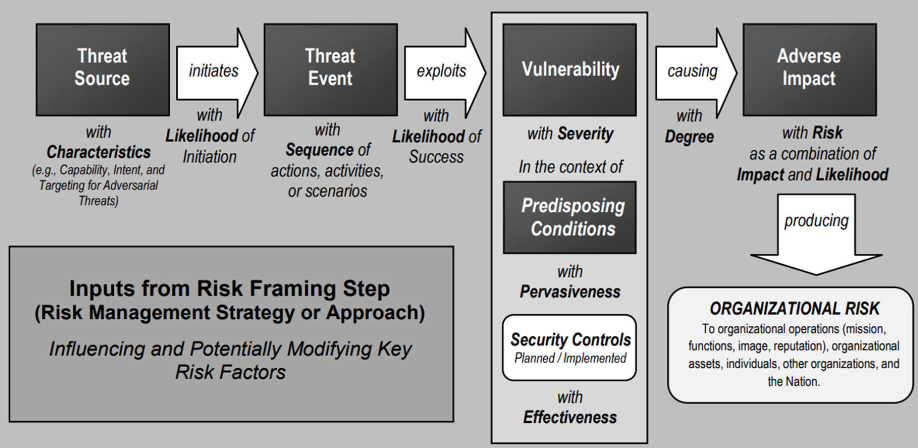 Threat
Source
initiates
Threat
Event
exploits
Vulnerability
causing
Adverse
Impact
with
Characteristics
(e.g., Capability, Intent, and
Targeting for Adversarial
Threats)
with
Likelihood of
Initiation
with
Sequence of
actions, activities,
or scenarios
with
Likelihood of
Success
with Severity
In the context of
Predisposing
Conditions
with
Pervasiveness
Security Controls
Planned / Implemented
with
Effectiveness
with
Degree
with Risk
as a combination of
Impact and Likelihood
producing
ORGANIZATIONAL RISK
To organizational operations (mission,
functions, image, reputation), organizational
assets, individuals, other organizations, and
the Nation.
Inputs from Risk Framing Step
(Risk Management Strategy or Approach)
Influencing and Potentially Modifying Key
Risk Factors